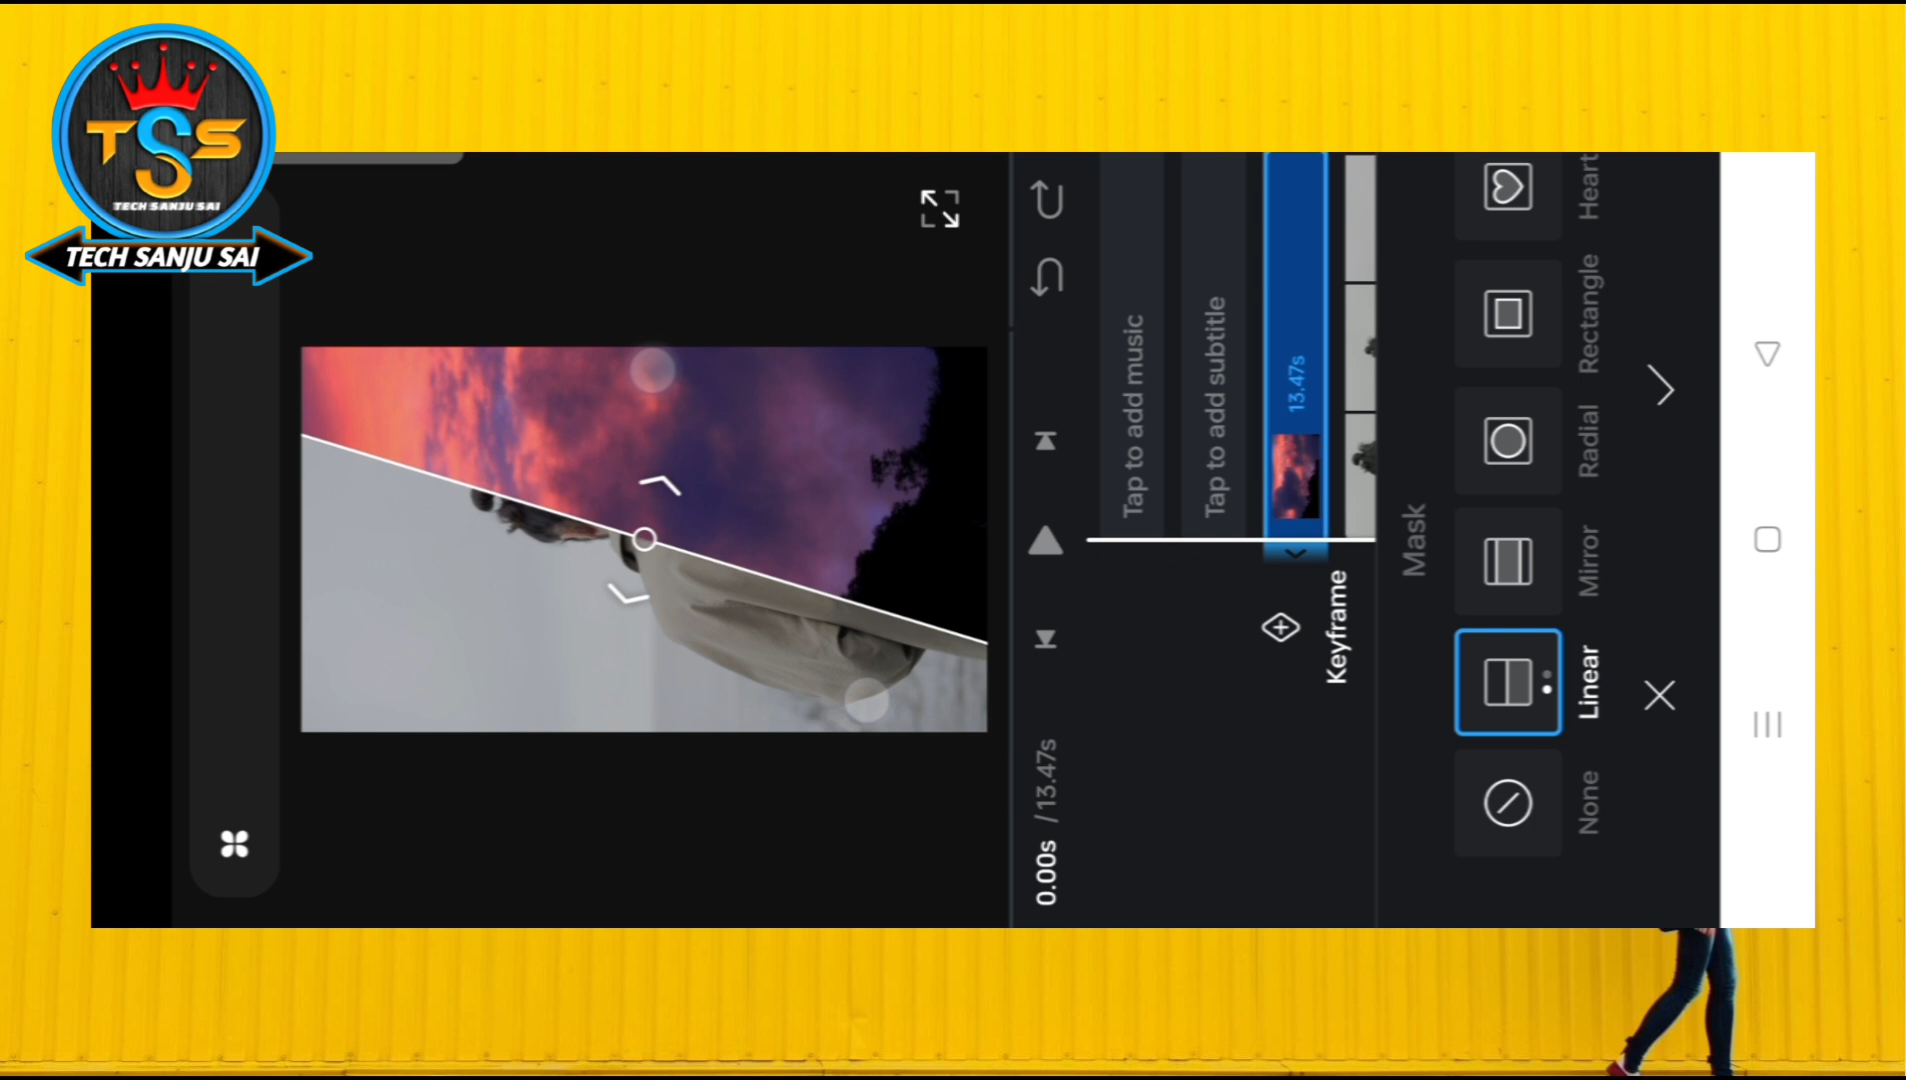 TSS
TECH SANJU SAI
TECH SANJU SAI
0.00s / 13.47s
Tap to add music
Tap to add subtitle
13.47s
Keyframe
Mask
None
Linear
Mirror
Radial
Rectangle
Heart